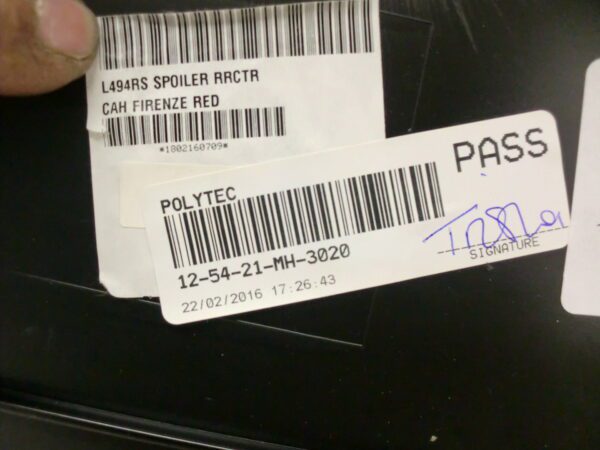 L494RS SPOILER RRCTR
CAH FIRENZE RED
*1802160709*
PASS
POLYTEC
12-54-21-MH-3020
SIGNATURE
22/02/2016 17:26:43